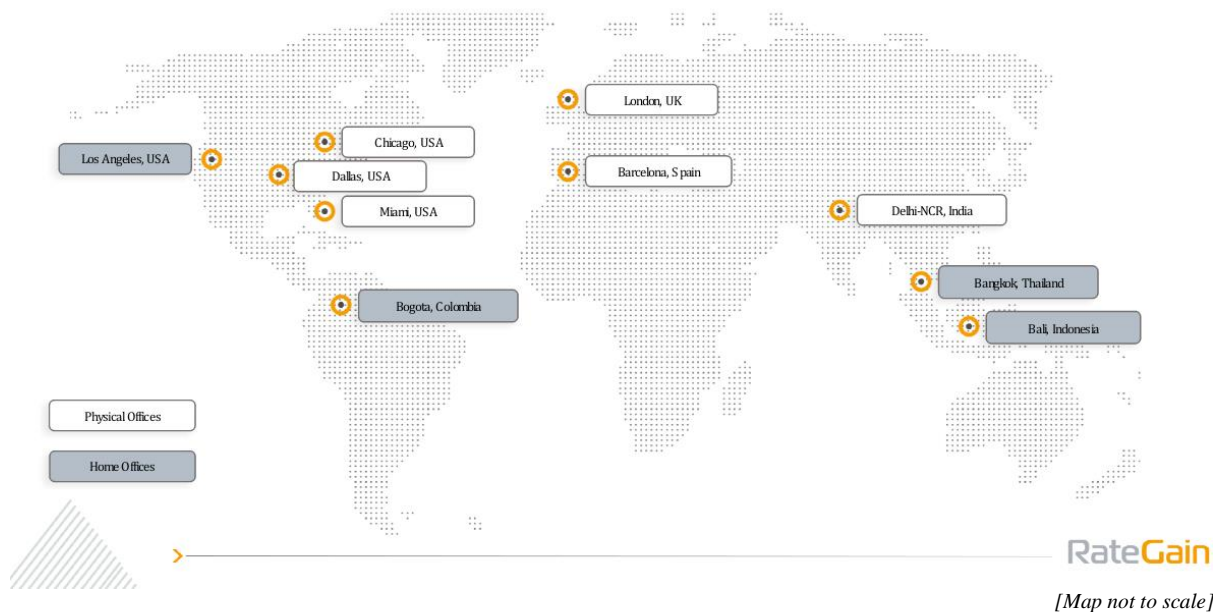 London, UK
Chicago, USA
Los Angeles, USA
Dallas, USA
Barcelona, Spain
Miami, USA
Delhi-NCR, India
Bangkok, Thailand
Bogota, Colombia
Bali, Indonesia
Physical Offices
Home Offices
RateGain
[Map not to scale]